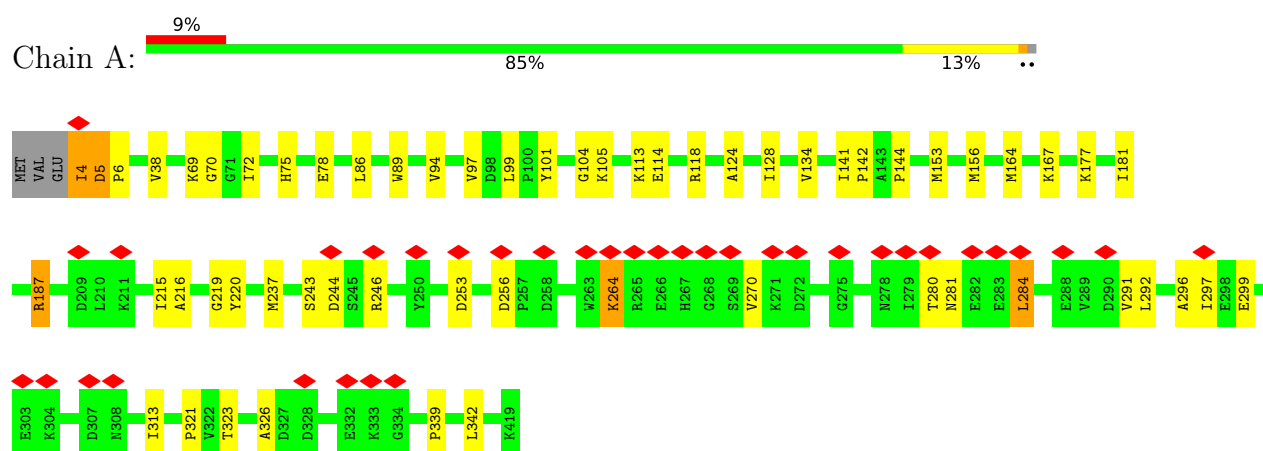 9%
Chain A:
85% 13%
MET VAL GLU I4 D5 P6 V38 K69 G70 G71 I72 H75 E78 L86 W89 V94 V97 D98 L99 P100 Y101 G104 K105 K113 E114 R118 A124 I128 V134 I141 P142 A143 P144 M153 M156 M164 K167 K177 I181
R187 D209 L210 K211 I215 A216 G219 Y220 M237 S243 D244 S245 R246 Y250 D253 D256 P257 D258 W263 K264 R265 E266 H267 G268 S269 V270 K271 D272 G275 N278 I279 T280 N281 E282 E283 L284 E288 V289 D290 V291 L292 A296 I297 E298 E299
E303 K304 D307 N308 I313 P321 V322 T323 A326 D327 D328 E332 K333 G334 P339 L342 K419